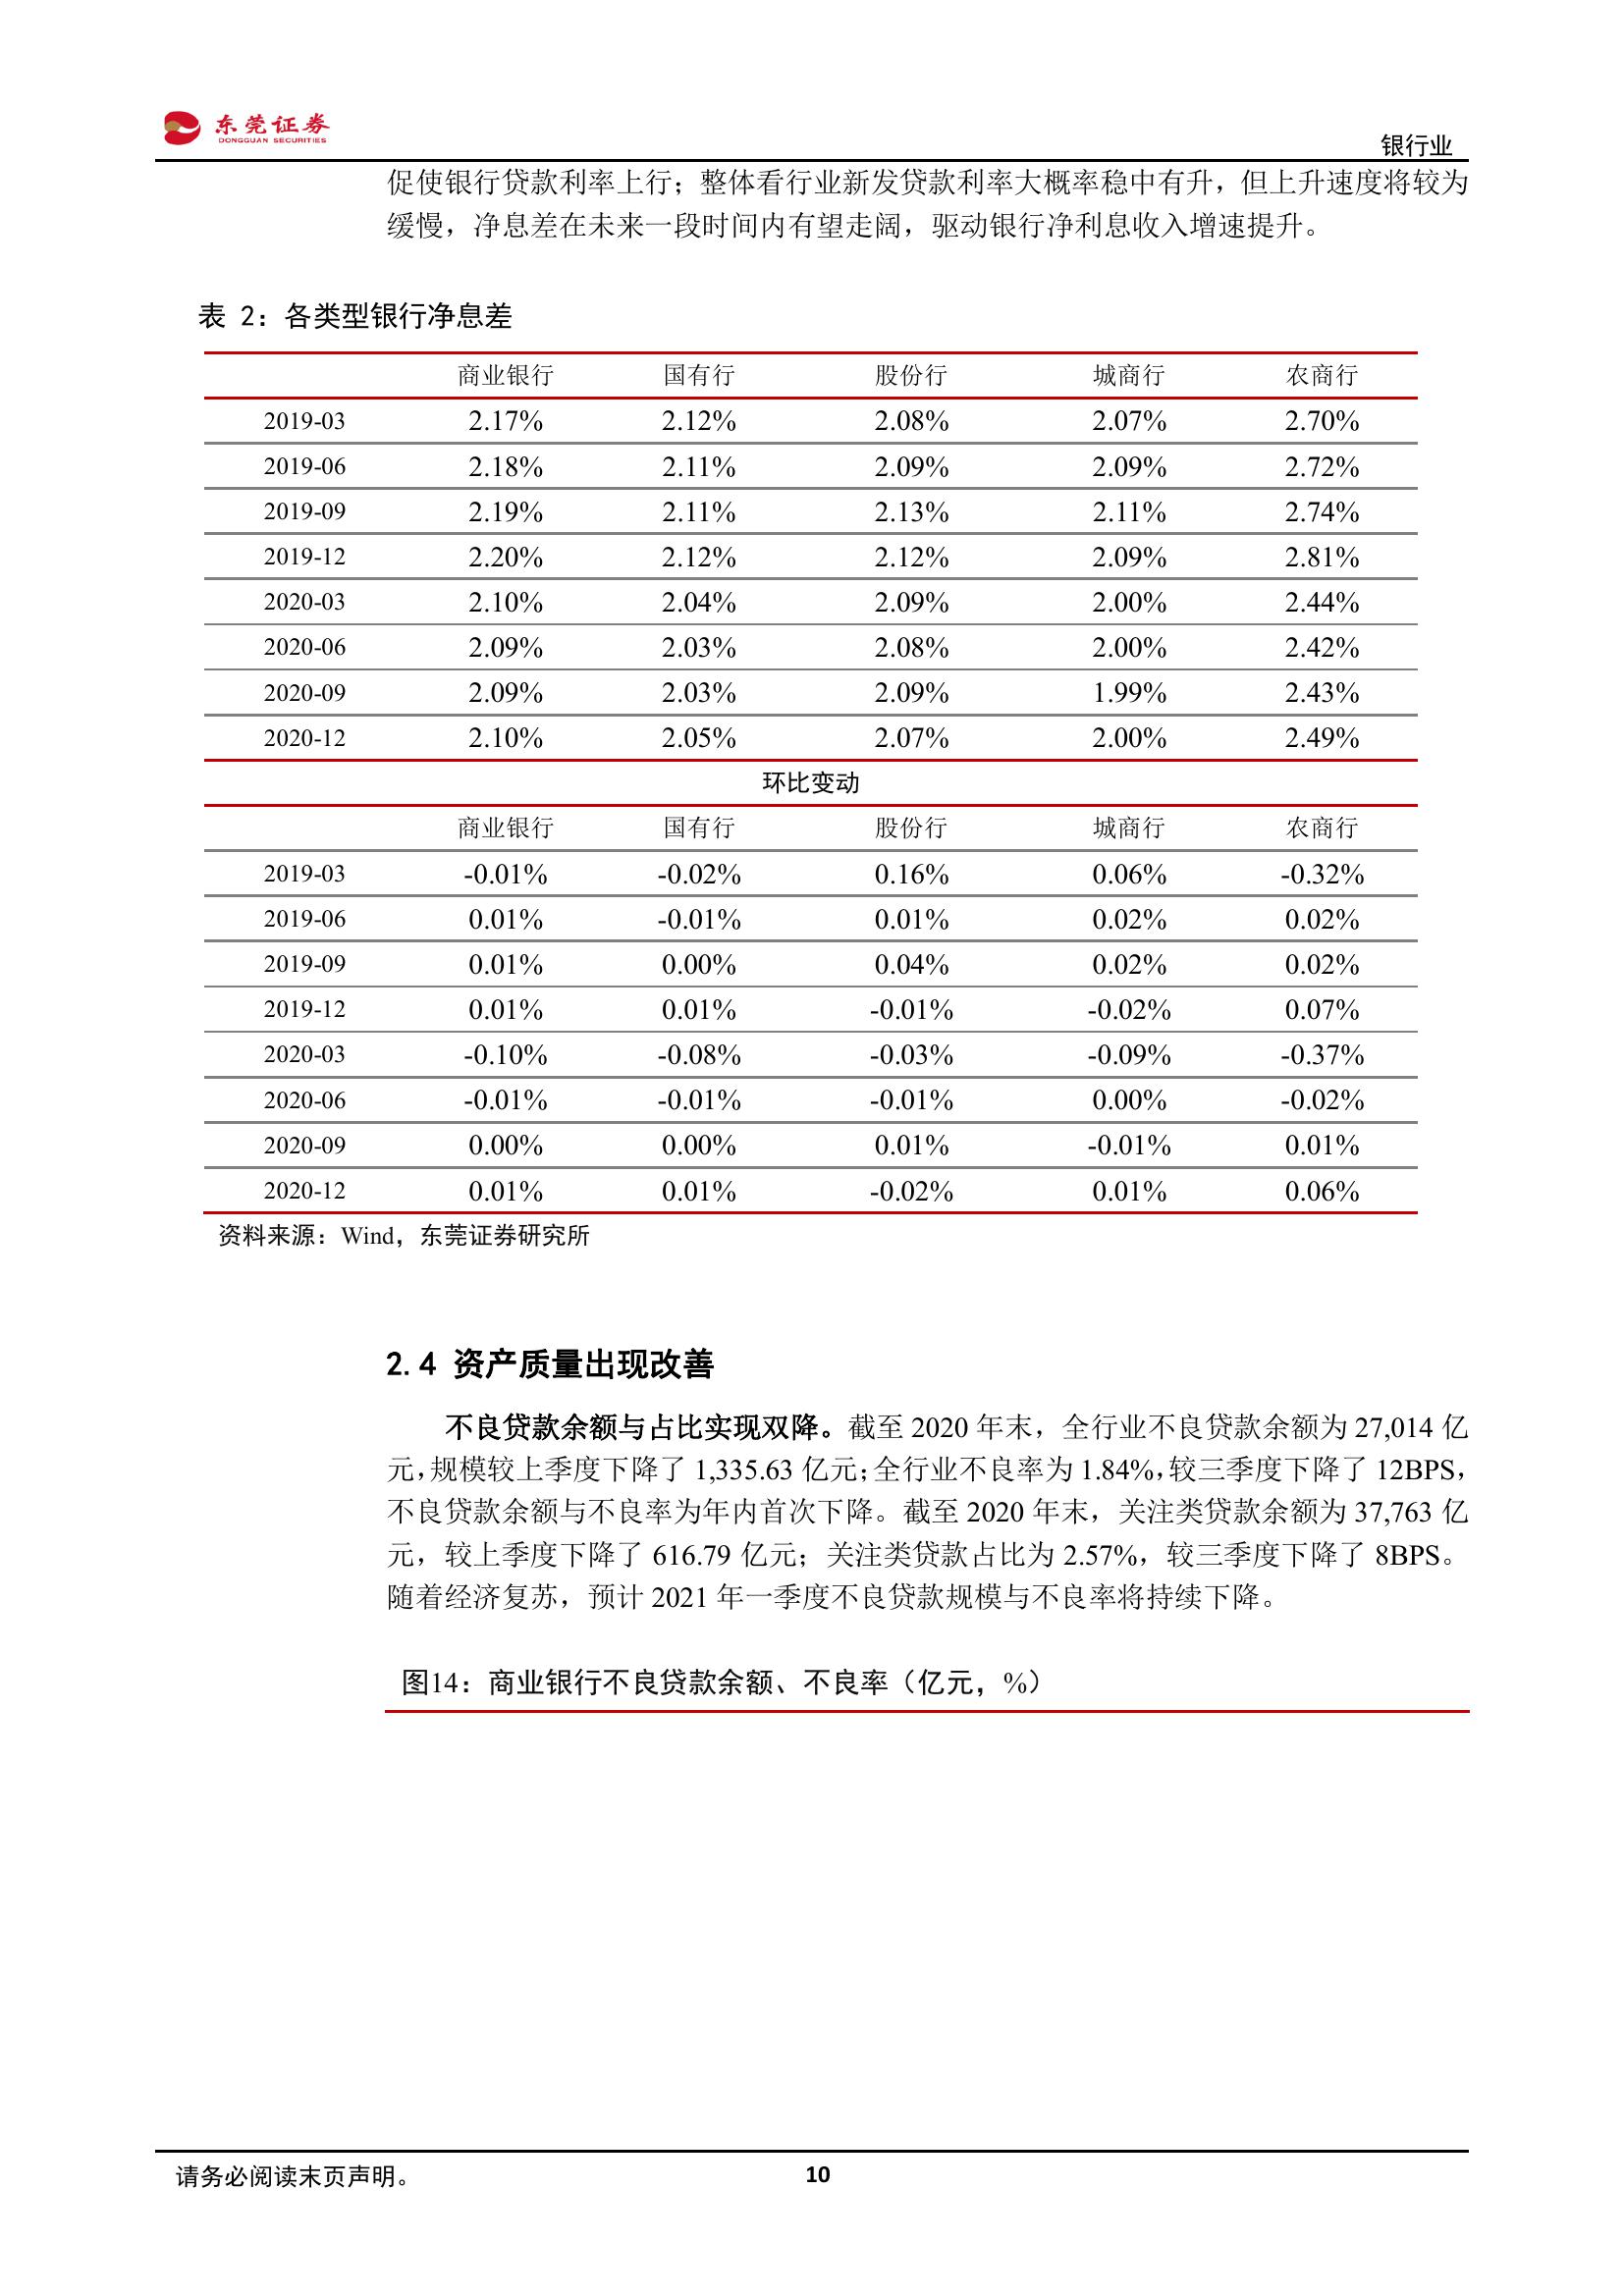 东莞证券
DONGGUAN SECURITIES
银行业
促使银行贷款利率上行；整体看行业新发贷款利率大概率稳中有升，但上升速度将较为
缓慢，净息差在未来一段时间内有望走阔，驱动银行净利息收入增速提升。
表 2：各类型银行净息差
商业银行 国有行 股份行 城商行 农商行
2019-03 2.17% 2.12% 2.08% 2.07% 2.70%
2019-06 2.18% 2.11% 2.09% 2.09% 2.72%
2019-09 2.19% 2.11% 2.13% 2.11% 2.74%
2019-12 2.20% 2.12% 2.12% 2.09% 2.81%
2020-03 2.10% 2.04% 2.09% 2.00% 2.44%
2020-06 2.09% 2.03% 2.08% 2.00% 2.42%
2020-09 2.09% 2.03% 2.09% 1.99% 2.43%
2020-12 2.10% 2.05% 2.07% 2.00% 2.49%
环比变动
商业银行 国有行 股份行 城商行 农商行
2019-03 -0.01% -0.02% 0.16% 0.06% -0.32%
2019-06 0.01% -0.01% 0.01% 0.02% 0.02%
2019-09 0.01% 0.00% 0.04% 0.02% 0.02%
2019-12 0.01% 0.01% -0.01% -0.02% 0.07%
2020-03 -0.10% -0.08% -0.03% -0.09% -0.37%
2020-06 -0.01% -0.01% -0.01% 0.00% -0.02%
2020-09 0.00% 0.00% 0.01% -0.01% 0.01%
2020-12 0.01% 0.01% -0.02% 0.01% 0.06%
资料来源：Wind，东莞证券研究所
2.4 资产质量出现改善
不良贷款余额与占比实现双降。截至 2020 年末，全行业不良贷款余额为 27,014 亿
元，规模较上季度下降了 1,335.63 亿元；全行业不良率为 1.84%，较三季度下降了 12BPS，
不良贷款余额与不良率为年内首次下降。截至 2020 年末，关注类贷款余额为 37,763 亿
元，较上季度下降了 616.79 亿元；关注类贷款占比为 2.57%，较三季度下降了 8BPS。
随着经济复苏，预计 2021 年一季度不良贷款规模与不良率将持续下降。
图14：商业银行不良贷款余额、不良率（亿元，%）
请务必阅读末页声明。
10